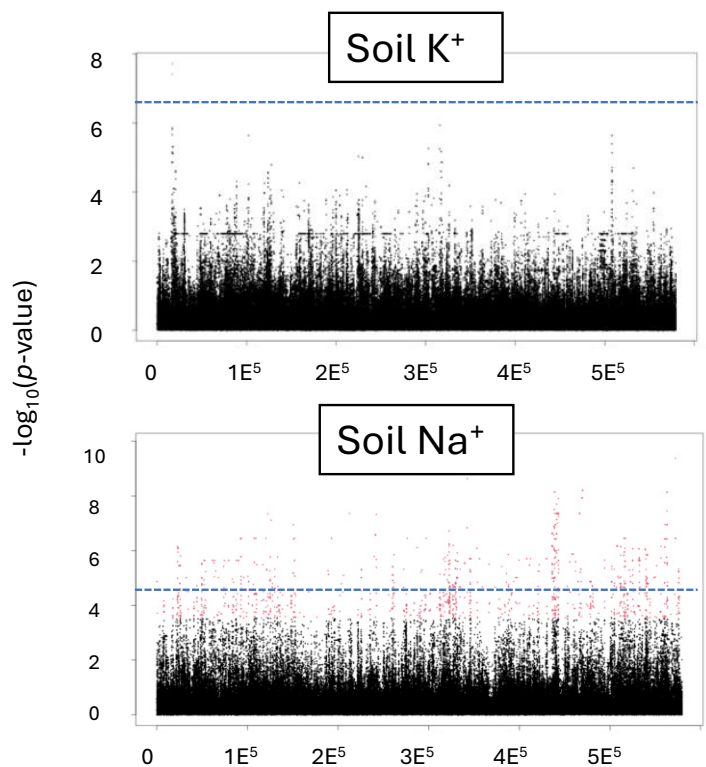 Soil K⁺
8
6
4
2
0
0 1E⁵ 2E⁵ 3E⁵ 4E⁵ 5E⁵
-log₁₀(p-value)
Soil Na⁺
10
8
6
4
2
0
0 1E⁵ 2E⁵ 3E⁵ 4E⁵ 5E⁵